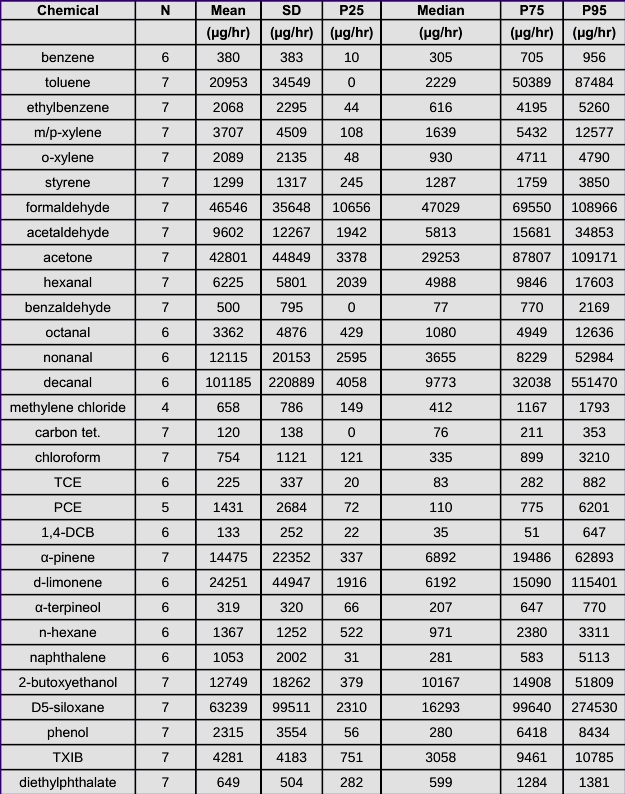 Chemical N Mean SD P25 Median P75 P95
(µg/hr) (µg/hr) (µg/hr) (µg/hr) (µg/hr) (µg/hr)
benzene 6 380 383 10 305 705 956
toluene 7 20953 34549 0 2229 50389 87484
ethylbenzene 7 2068 2295 44 616 4195 5260
m/p-xylene 7 3707 4509 108 1639 5432 12577
o-xylene 7 2089 2135 48 930 4711 4790
styrene 7 1299 1317 245 1287 1759 3850
formaldehyde 7 46546 35648 10656 47029 69550 108966
acetaldehyde 7 9602 12267 1942 5813 15681 34853
acetone 7 42801 44849 3378 29253 87807 109171
hexanal 7 6225 5801 2039 4988 9846 17603
benzaldehyde 7 500 795 0 77 770 2169
octanal 6 3362 4876 429 1080 4949 12636
nonanal 6 12115 20153 2595 3655 8229 52984
decanal 6 101185 220889 4058 9773 32038 551470
methylene chloride 4 658 786 149 412 1167 1793
carbon tet. 7 120 138 0 76 211 353
chloroform 7 754 1121 121 335 899 3210
TCE 6 225 337 20 83 282 882
PCE 5 1431 2684 72 110 775 6201
1,4-DCB 6 133 252 22 35 51 647
α-pinene 7 14475 22352 337 6892 19486 62893
d-limonene 6 24251 44947 1916 6192 15090 115401
α-terpineol 6 319 320 66 207 647 770
n-hexane 6 1367 1252 522 971 2380 3311
naphthalene 6 1053 2002 31 281 583 5113
2-butoxyethanol 7 12749 18262 379 10167 14908 51809
D5-siloxane 7 63239 99511 2310 16293 99640 274530
phenol 7 2315 3554 56 280 6418 8434
TXIB 7 4281 4183 751 3058 9461 10785
diethylphthalate 7 649 504 282 599 1284 1381